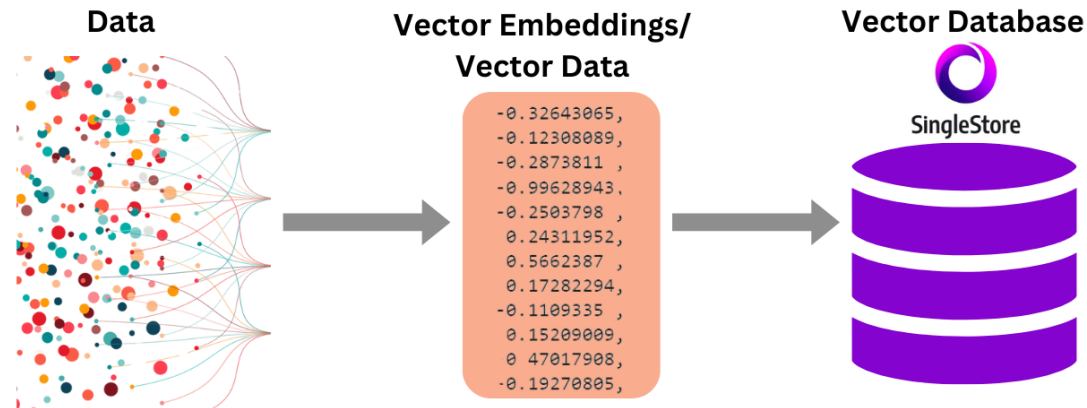 Data
Vector Embeddings/
Vector Data
-0.32643065,
-0.12308089,
-0.2873811 ,
-0.99628943,
-0.2503798 ,
0.24311952,
0.5662387 ,
0.17282294,
-0.1109335 ,
0.15209009,
0 47017908,
-0.19270805,
Vector Database
SingleStore